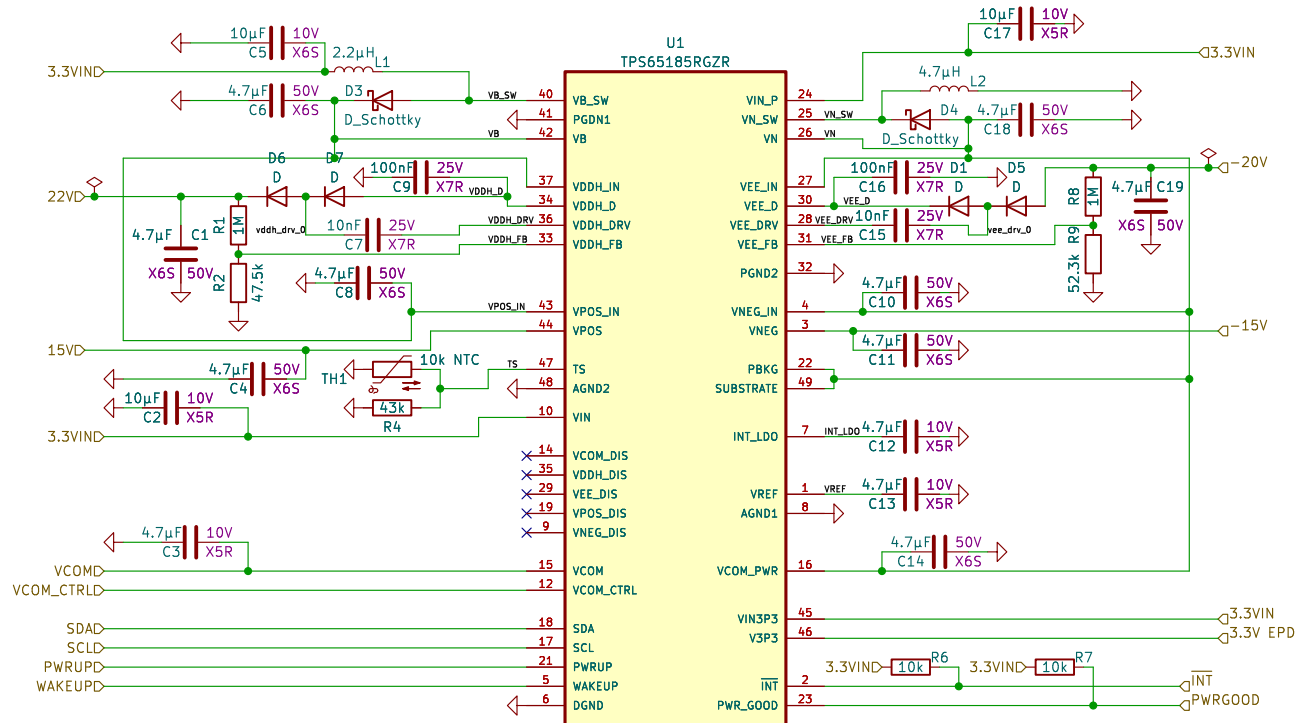 10µF 10V
C5 X6S
3.3VIN
2.2µH L1
4.7µF 50V
C6 X6S
D3
D_Schottky
VB_SW
VB
D6 D7
D D
100nF 25V
C9 X7R
VDDH_D
22V
R1 1M
vddh_drv_0
VDDH_DRV
10nF 25V
C7 X7R
VDDH_FB
4.7µF C1
X6S 50V
R2 47.5k
4.7µF 50V
C8 X6S
VPOS_IN
15V
4.7µF 50V
C4 X6S
10k NTC
TH1
TS
43k
R4
10µF 10V
C2 X5R
3.3VIN
4.7µF 10V
C3 X5R
VCOM
VCOM_CTRL
SDA
SCL
PWRUP
WAKEUP
U1
TPS65185RGZR
40 VB_SW
41 PGDN1
42 VB
37 VDDH_IN
34 VDDH_D
36 VDDH_DRV
33 VDDH_FB
43 VPOS_IN
44 VPOS
47 TS
48 AGND2
10 VIN
14 VCOM_DIS
35 VDDH_DIS
29 VEE_DIS
19 VPOS_DIS
9 VNEG_DIS
15 VCOM
12 VCOM_CTRL
18 SDA
17 SCL
21 PWRUP
5 WAKEUP
6 DGND
VIN_P 24
VN_SW 25
VN 26
VEE_IN 27
VEE_D 30
VEE_DRV 28
VEE_FB 31
PGND2 32
VNEG_IN 4
VNEG 3
PBKG 22
SUBSTRATE 49
INT_LDO 7
VREF 1
AGND1 8
VCOM_PWR 16
VIN3P3 45
V3P3 46
INT 2
PWR_GOOD 23
10µF 10V
C17 X5R
3.3VIN
4.7µH L2
VN_SW
D4
D_Schottky
4.7µF 50V
C18 X6S
VN
100nF 25V
C16 X7R
D1 D5
D D
VEE_D
-20V
R8 1M
4.7µF C19
X6S 50V
VEE_DRV
10nF 25V
C15 X7R
vee_drv_0
VEE_FB
R9 52.3k
4.7µF 50V
C10 X6S
-15V
4.7µF 50V
C11 X6S
INT_LDO
4.7µF 10V
C12 X5R
VREF
4.7µF 10V
C13 X5R
4.7µF 50V
C14 X6S
3.3VIN
3.3V EPD
3.3VIN 10k R6
3.3VIN 10k R7
INT
PWRGOOD